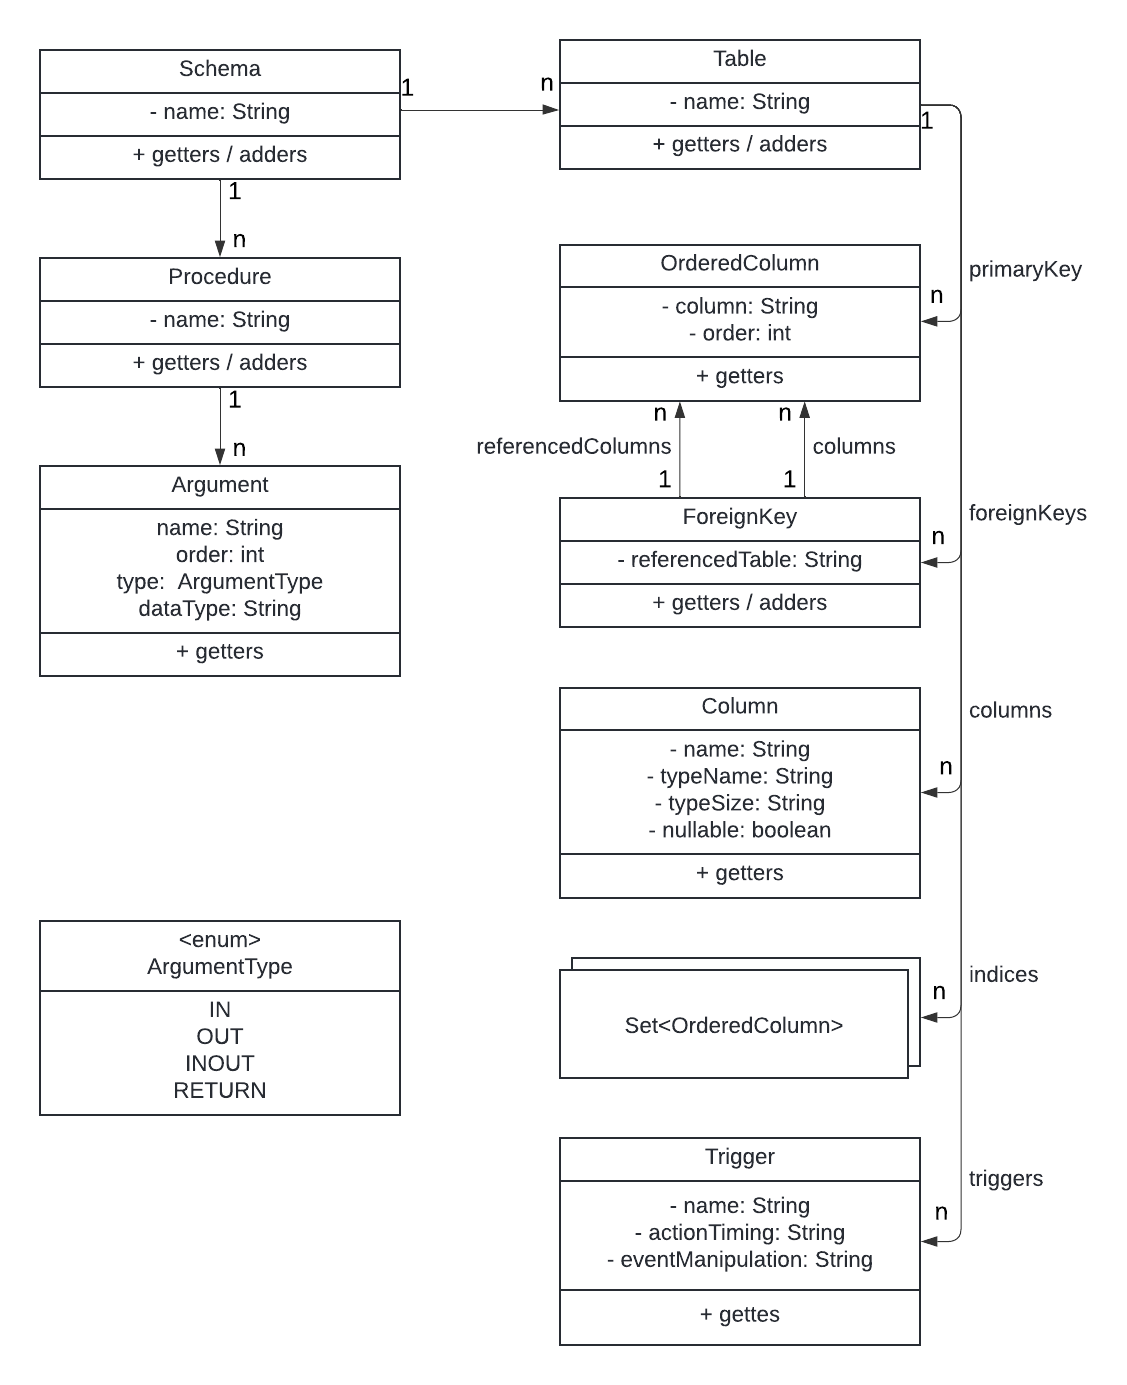 Schema
- name: String
+ getters / adders
1
n
Table
- name: String
+ getters / adders
1
1
n
Procedure
- name: String
+ getters / adders
1
n
Argument
name: String
order: int
type:  ArgumentType
dataType: String
+ getters
<enum>
ArgumentType
IN
OUT
INOUT
RETURN
primaryKey
n
OrderedColumn
- column: String
- order: int
+ getters
n
n
referencedColumns
columns
1
1
ForeignKey
- referencedTable: String
+ getters / adders
foreignKeys
n
Column
- name: String
- typeName: String
- typeSize: String
- nullable: boolean
+ getters
columns
n
Set<OrderedColumn>
indices
n
Trigger
- name: String
- actionTiming: String
- eventManipulation: String
+ gettes
triggers
n